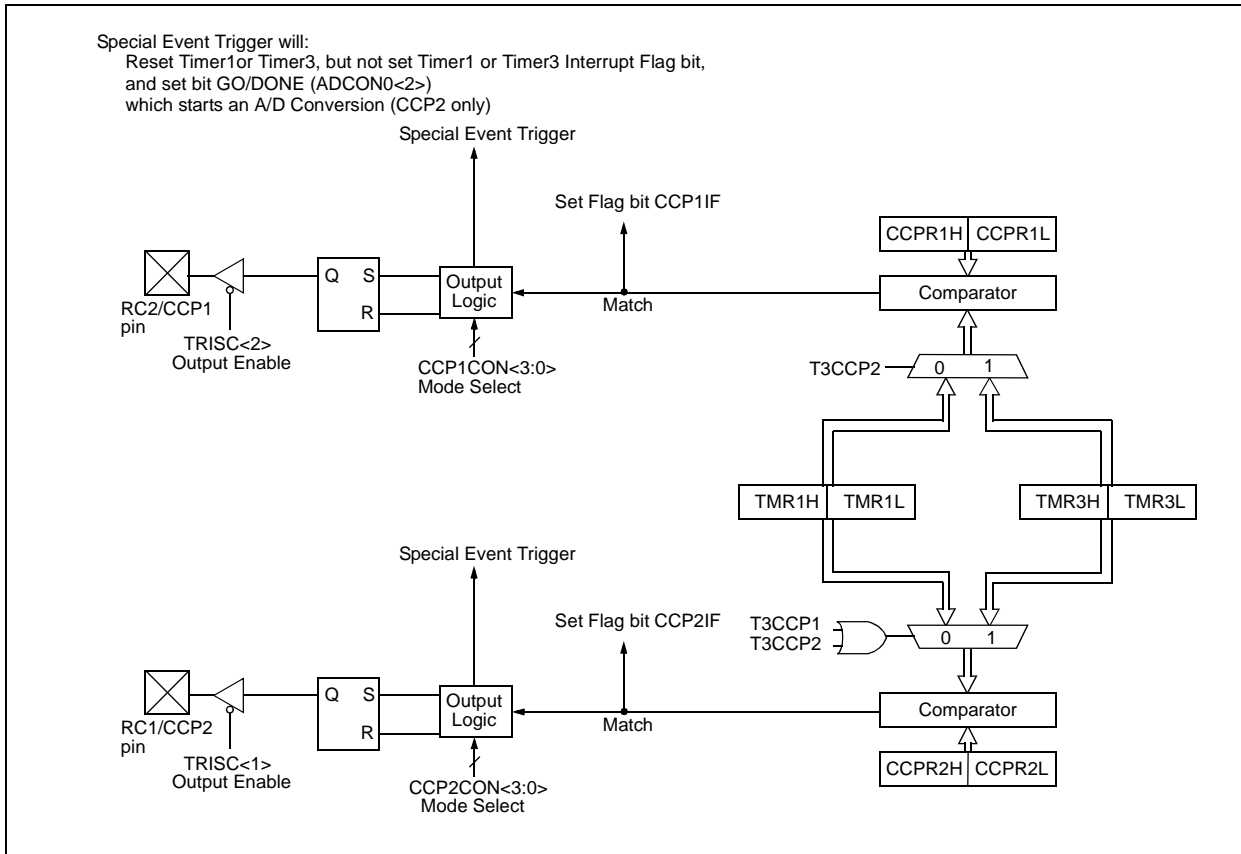 Special Event Trigger will:
Reset Timer1or Timer3, but not set Timer1 or Timer3 Interrupt Flag bit,
and set bit GO/DONE (ADCON0<2>)
which starts an A/D Conversion (CCP2 only)
Special Event Trigger
Set Flag bit CCP1IF
CCPR1H CCPR1L
Q S
R
Output
Logic
Comparator
Match
RC2/CCP1
pin
TRISC<2>
Output Enable
CCP1CON<3:0>
Mode Select
T3CCP2
0 1
TMR1H TMR1L
TMR3H TMR3L
Special Event Trigger
Set Flag bit CCP2IF
T3CCP1
T3CCP2
0 1
Q S
R
Output
Logic
Comparator
Match
RC1/CCP2
pin
TRISC<1>
Output Enable
CCP2CON<3:0>
Mode Select
CCPR2H CCPR2L